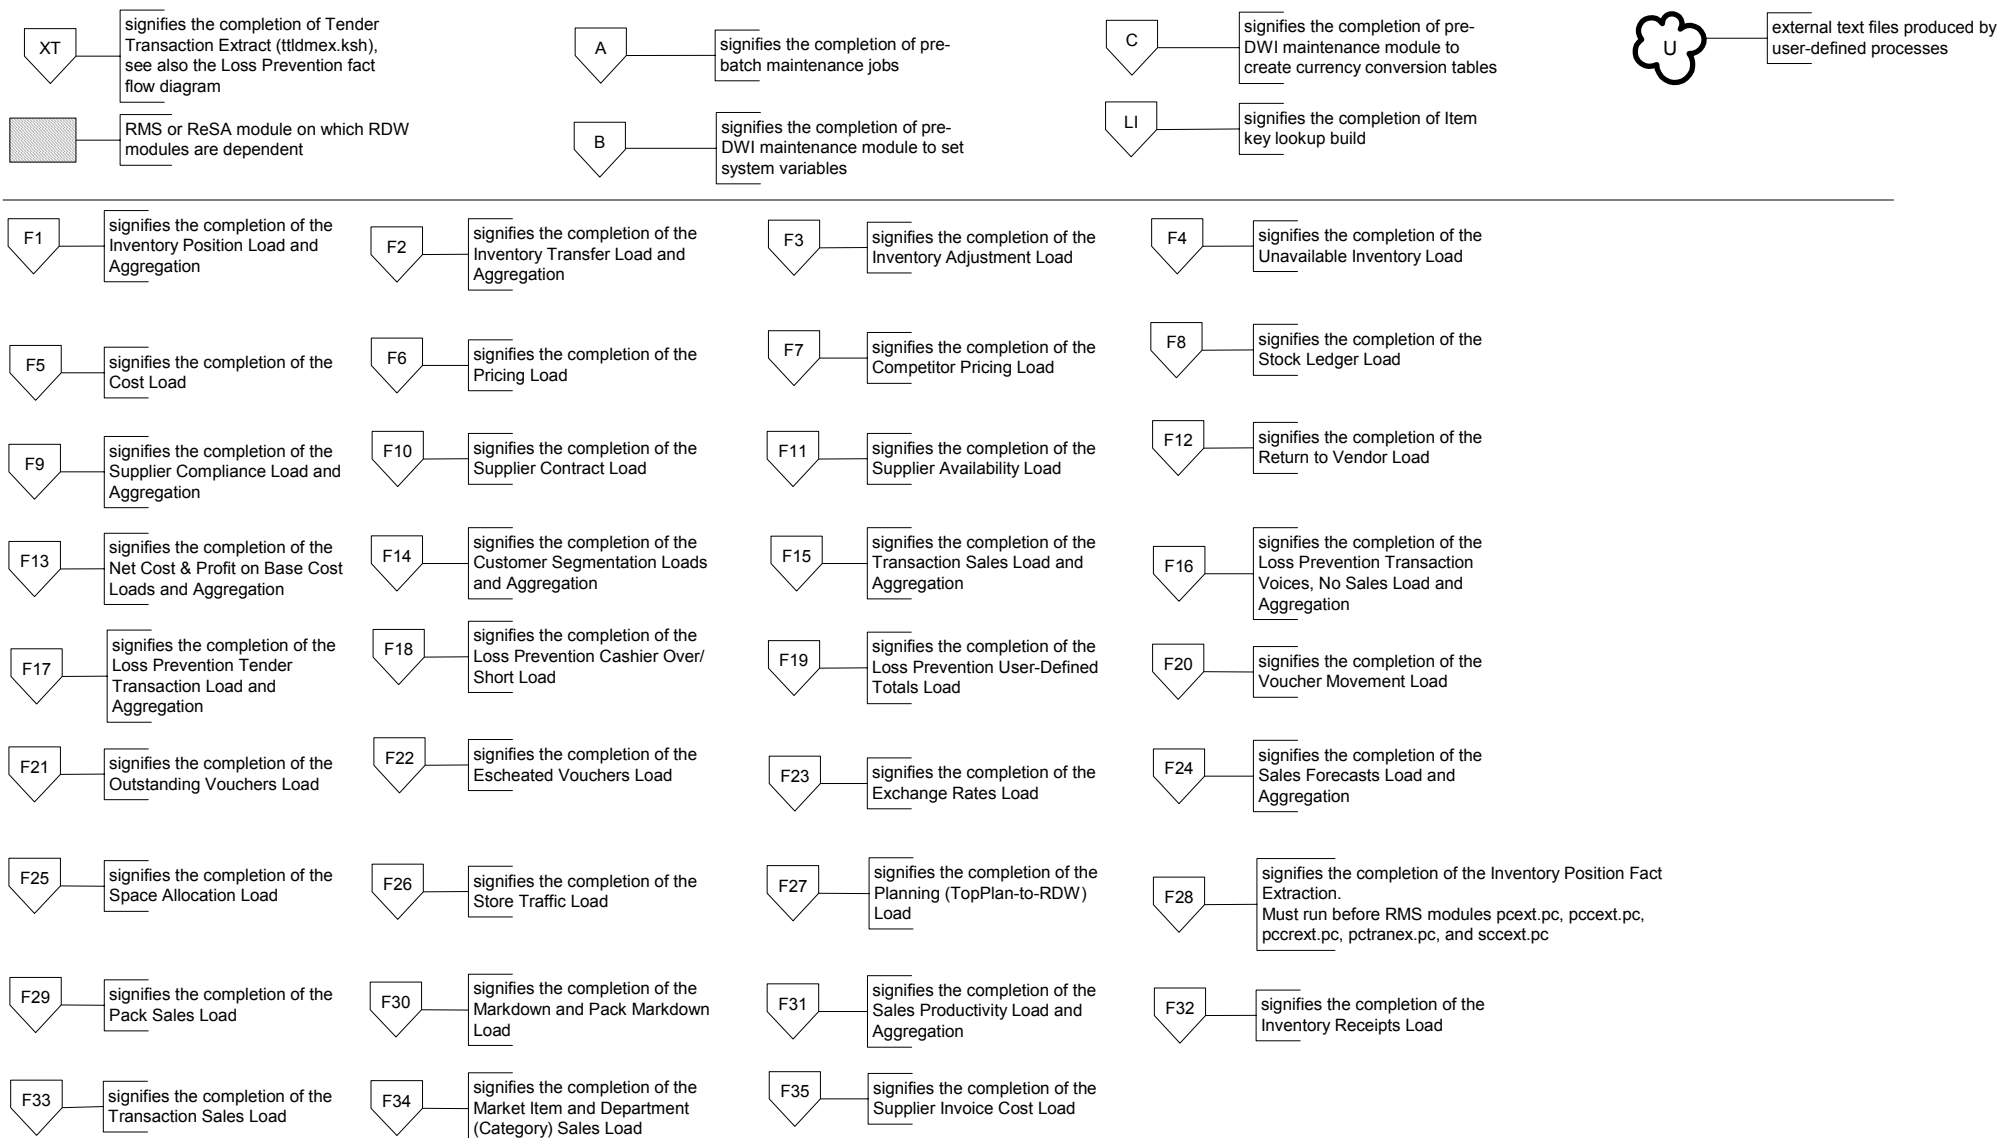 XT
signifies the completion of Tender
Transaction Extract (ttldmex.ksh),
see also the Loss Prevention fact
flow diagram
A
signifies the completion of pre-
batch maintenance jobs
C
signifies the completion of pre-
DWI maintenance module to
create currency conversion tables
U
external text files produced by
user-defined processes
RMS or ReSA module on which RDW
modules are dependent
B
signifies the completion of pre-
DWI maintenance module to set
system variables
LI
signifies the completion of Item
key lookup build
F1
signifies the completion of the
Inventory Position Load and
Aggregation
F2
signifies the completion of the
Inventory Transfer Load and
Aggregation
F3
signifies the completion of the
Inventory Adjustment Load
F4
signifies the completion of the
Unavailable Inventory Load
F5
signifies the completion of the
Cost Load
F6
signifies the completion of the
Pricing Load
F7
signifies the completion of the
Competitor Pricing Load
F8
signifies the completion of the
Stock Ledger Load
F9
signifies the completion of the
Supplier Compliance Load and
Aggregation
F10
signifies the completion of the
Supplier Contract Load
F11
signifies the completion of the
Supplier Availability Load
F12
signifies the completion of the
Return to Vendor Load
F13
signifies the completion of the
Net Cost & Profit on Base Cost
Loads and Aggregation
F14
signifies the completion of the
Customer Segmentation Loads
and Aggregation
F15
signifies the completion of the
Transaction Sales Load and
Aggregation
F16
signifies the completion of the
Loss Prevention Transaction
Voices, No Sales Load and
Aggregation
F17
signifies the completion of the
Loss Prevention Tender
Transaction Load and
Aggregation
F18
signifies the completion of the
Loss Prevention Cashier Over/
Short Load
F19
signifies the completion of the
Loss Prevention User-Defined
Totals Load
F20
signifies the completion of the
Voucher Movement Load
F21
signifies the completion of the
Outstanding Vouchers Load
F22
signifies the completion of the
Escheated Vouchers Load
F23
signifies the completion of the
Exchange Rates Load
F24
signifies the completion of the
Sales Forecasts Load and
Aggregation
F25
signifies the completion of the
Space Allocation Load
F26
signifies the completion of the
Store Traffic Load
F27
signifies the completion of the
Planning (TopPlan-to-RDW)
Load
F28
signifies the completion of the Inventory Position Fact
Extraction.
Must run before RMS modules pcext.pc, pccext.pc,
pccrext.pc, pctranex.pc, and sccext.pc
F29
signifies the completion of the
Pack Sales Load
F30
signifies the completion of the
Markdown and Pack Markdown
Load
F31
signifies the completion of the
Sales Productivity Load and
Aggregation
F32
signifies the completion of the
Inventory Receipts Load
F33
signifies the completion of the
Transaction Sales Load
F34
signifies the completion of the
Market Item and Department
(Category) Sales Load
F35
signifies the completion of the
Supplier Invoice Cost Load